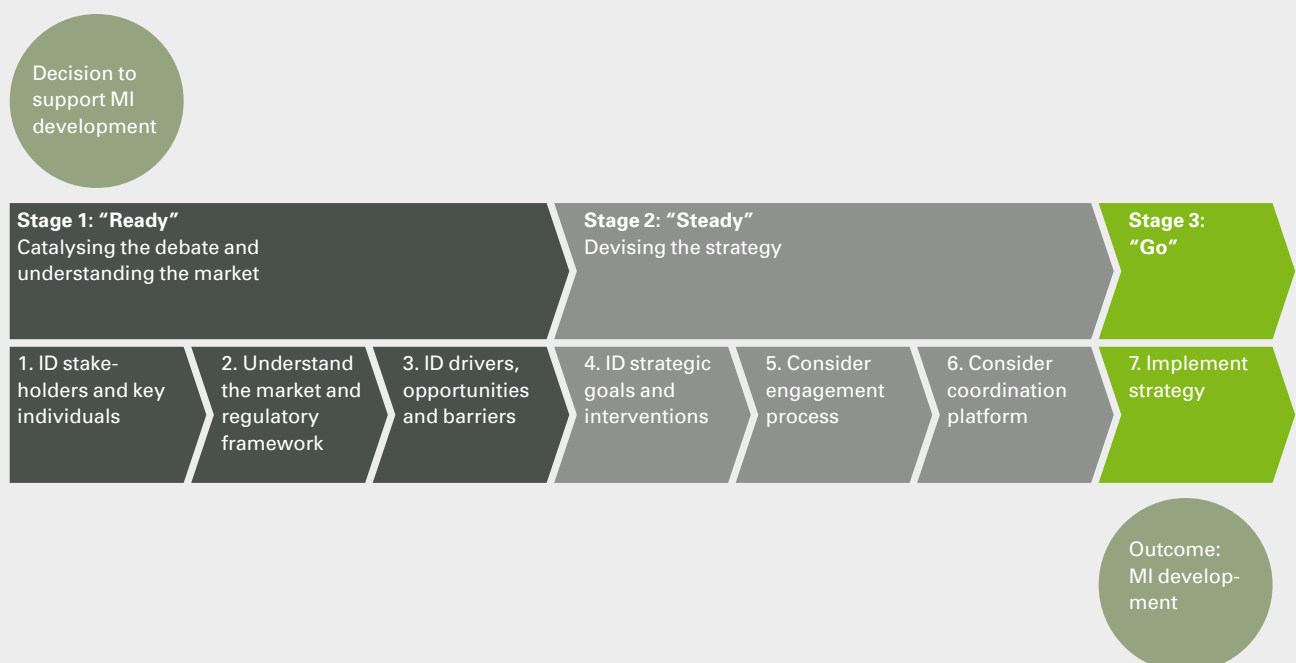 Decision to
support MI
development
Stage 1: “Ready”
Catalysing the debate and
understanding the market
Stage 2: “Steady”
Devising the strategy
Stage 3:
“Go”
1. ID stake-
holders and key
individuals
2. Understand
the market and
regulatory
framework
3. ID drivers,
opportunities
and barriers
4. ID strategic
goals and
interventions
5. Consider
engagement
process
6. Consider
coordination
platform
7. Implement
strategy
Outcome:
MI develop-
ment